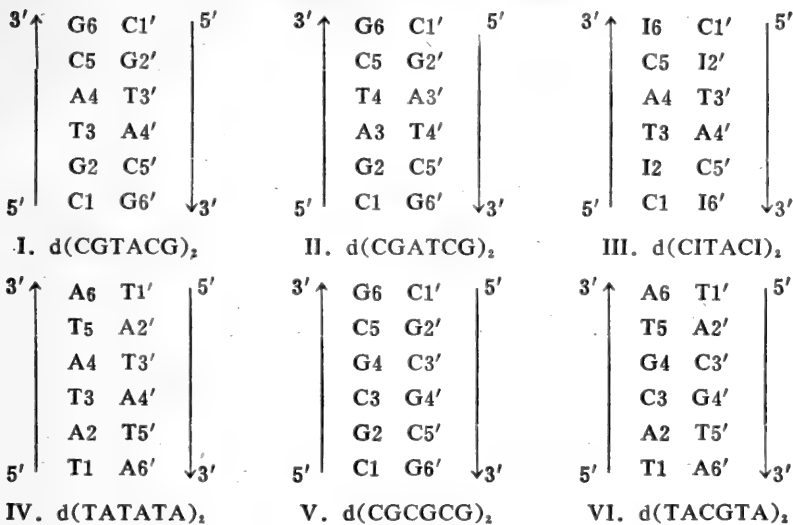 3′ G6 C1′ 5′ 3′ G6 C1′ 5′ 3′ I6 C1′ 5′
C5 G2′ C5 G2′ C5 I2′
A4 T3′ T4 A3′ A4 T3′
T3 A4′ A3 T4′ T3 A4′
G2 C5′ G2 C5′ I2 C5′
5′ C1 G6′ 3′ 5′ C1 G6′ 3′ 5′ C1 I6′ 3′
I. d(CGTACG)₂ II. d(CGATCG)₂ III. d(CITACI)₂
3′ A6 T1′ 5′ 3′ G6 C1′ 5′ 3′ A6 T1′ 5′
T5 A2′ C5 G2′ T5 A2′
A4 T3′ G4 C3′ G4 C3′
T3 A4′ C3 G4′ C3 G4′
A2 T5′ G2 C5′ A2 T5′
5′ T1 A6′ 3′ 5′ C1 G6′ 3′ 5′ T1 A6′ 3′
IV. d(TATATA)₂ V. d(CGCGCG)₂ VI. d(TACGTA)₂